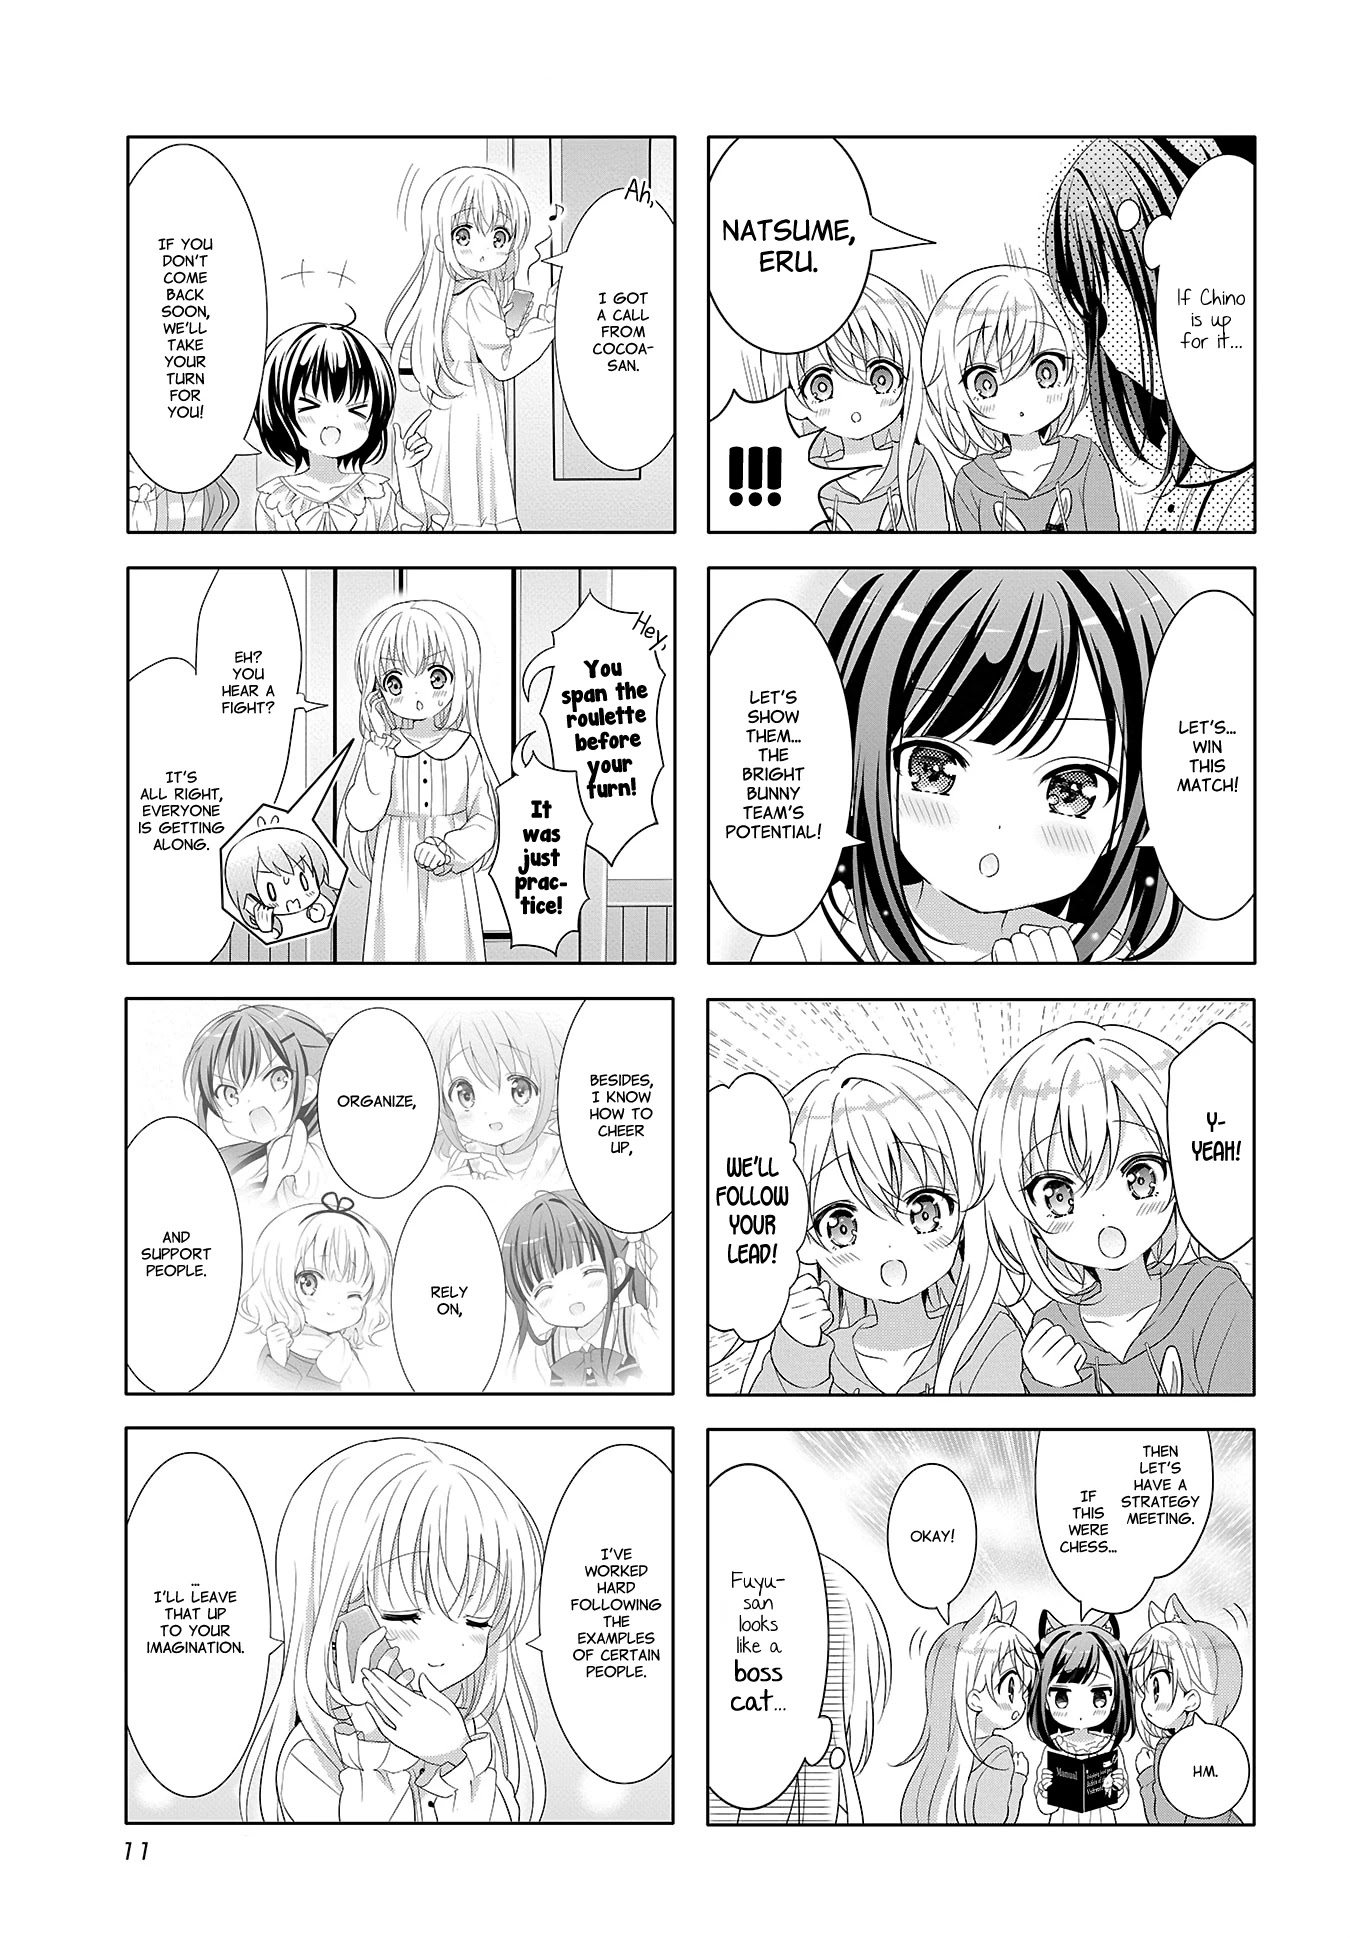 If Chino
is up
for it...
NATSUME,
ERU.
!!!
LET'S...
WIN
THIS
MATCH!
LET'S
SHOW
THEM...
THE
BRIGHT
BUNNY
TEAM'S
POTENTIAL!
Y-
YEAH!
WE'LL
FOLLOW
YOUR
LEAD!
THEN
LET'S
HAVE A
STRATEGY
MEETING.
IF
THIS
WERE
CHESS...
OKAY!
HM.
Manual
Fuyu-
san
looks
like a
boss
cat...
Ah,
I GOT
A CALL
FROM
COCOA-
SAN.
IF YOU
DON'T
COME
BACK
SOON,
WE'LL
TAKE
YOUR
TURN
FOR
YOU!
Hey,
You
span the
roulette
before
your
turn!
It
was
just
prac-
tice!
EH?
YOU
HEAR A
FIGHT?
IT'S
ALL RIGHT,
EVERYONE
IS GETTING
ALONG.
BESIDES,
I KNOW
HOW TO
CHEER
UP,
ORGANIZE,
RELY
ON,
AND
SUPPORT
PEOPLE.
I'VE
WORKED
HARD
FOLLOWING
THE
EXAMPLES
OF CERTAIN
PEOPLE.
...
I'LL LEAVE
THAT UP
TO YOUR
IMAGINATION.
11